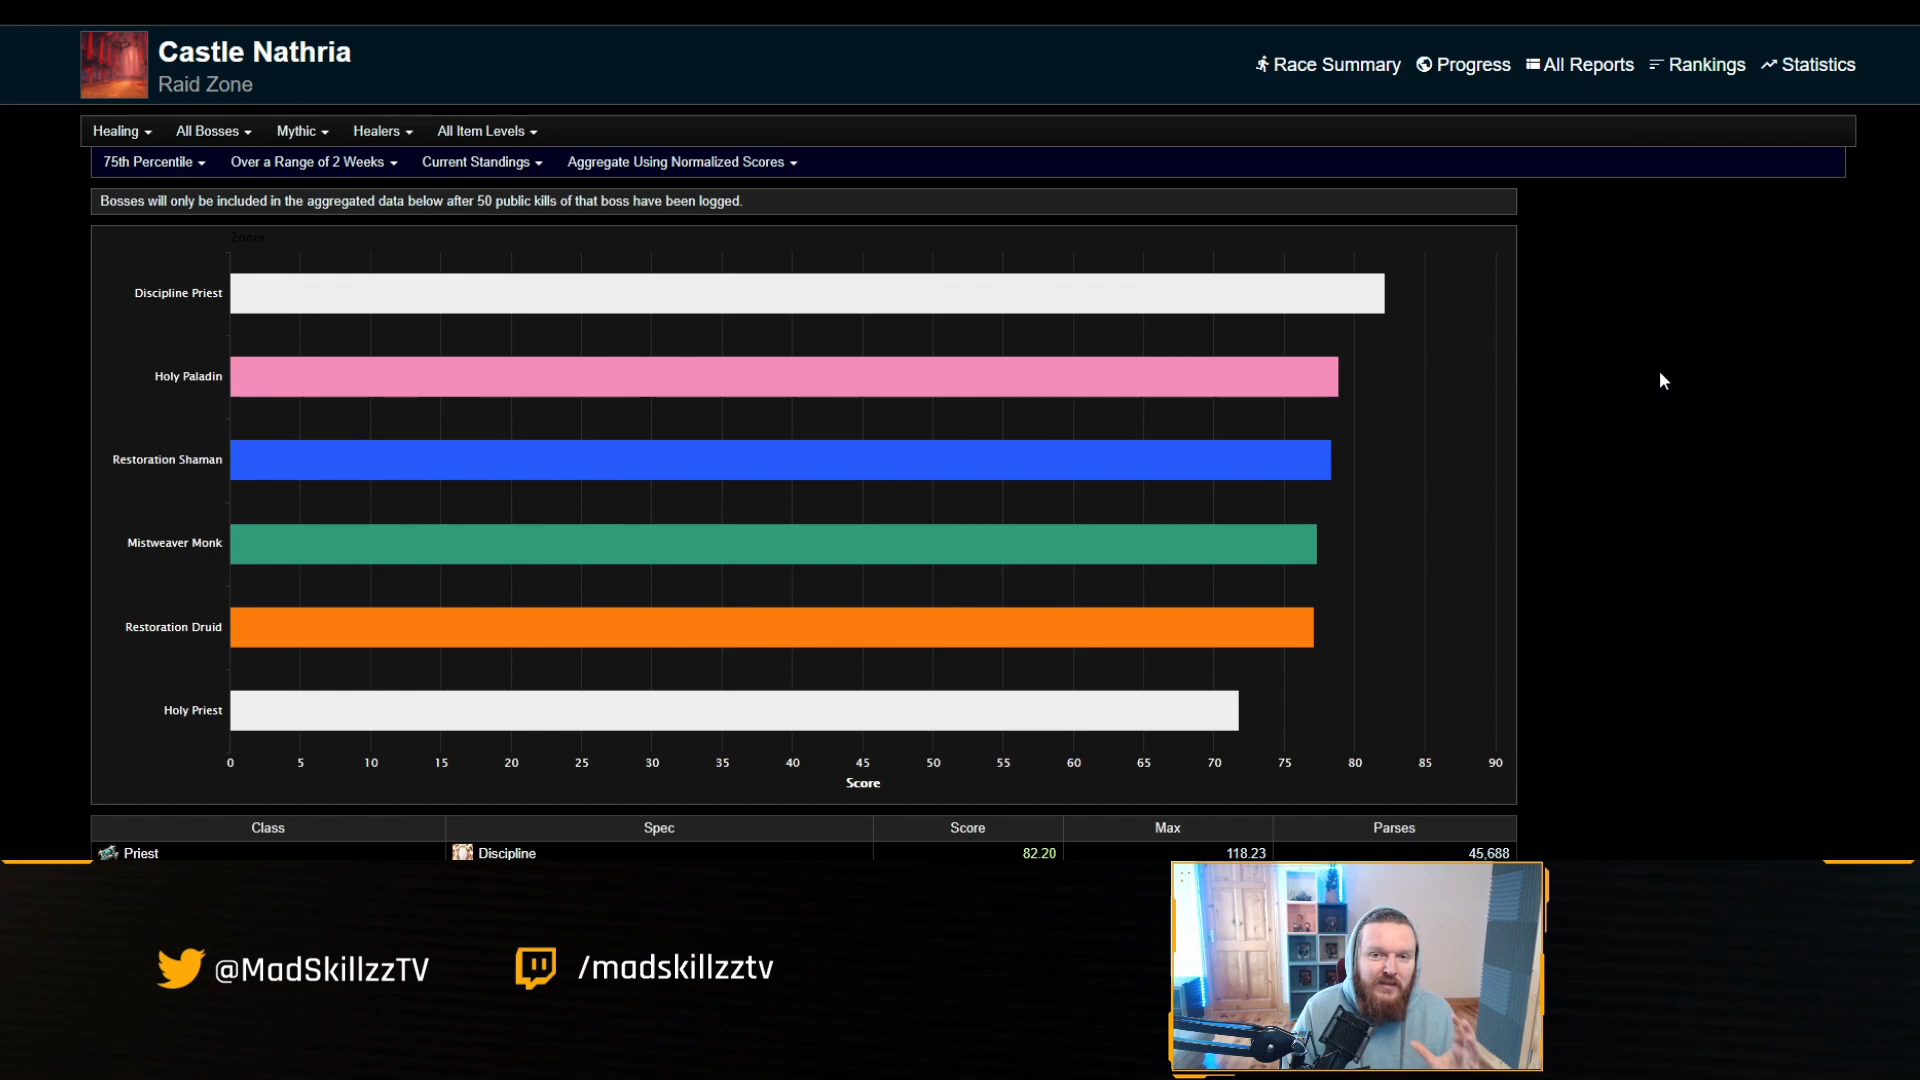 Castle Nathria
Raid Zone
Race Summary Progress All Reports Rankings Statistics
Healing All Bosses Mythic Healers All Item Levels
75th Percentile Over a Range of 2 Weeks Current Standings Aggregate Using Normalized Scores
Bosses will only be included in the aggregated data below after 50 public kills of that boss have been logged.
Zoom
Discipline Priest
Holy Paladin
Restoration Shaman
Mistweaver Monk
Restoration Druid
Holy Priest
0 5 10 15 20 25 30 35 40 45 50 55 60 65 70 75 80 85 90
Score
Class Spec Score Max Parses
Priest Discipline 82.20 118.23 45,688
@MadSkillzzTV /madskillzztv